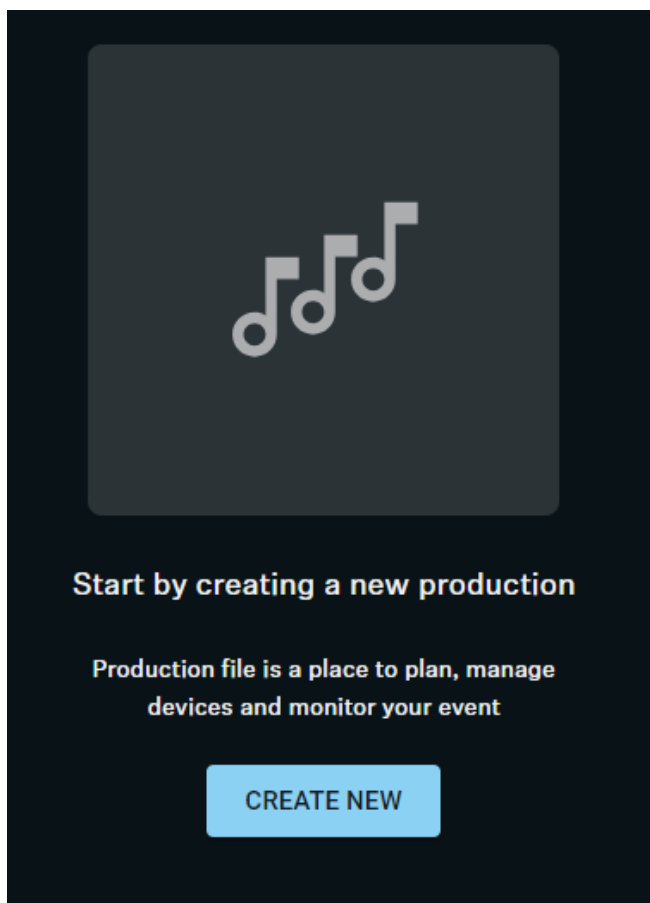 Start by creating a new production
Production file is a place to plan, manage
devices and monitor your event
CREATE NEW